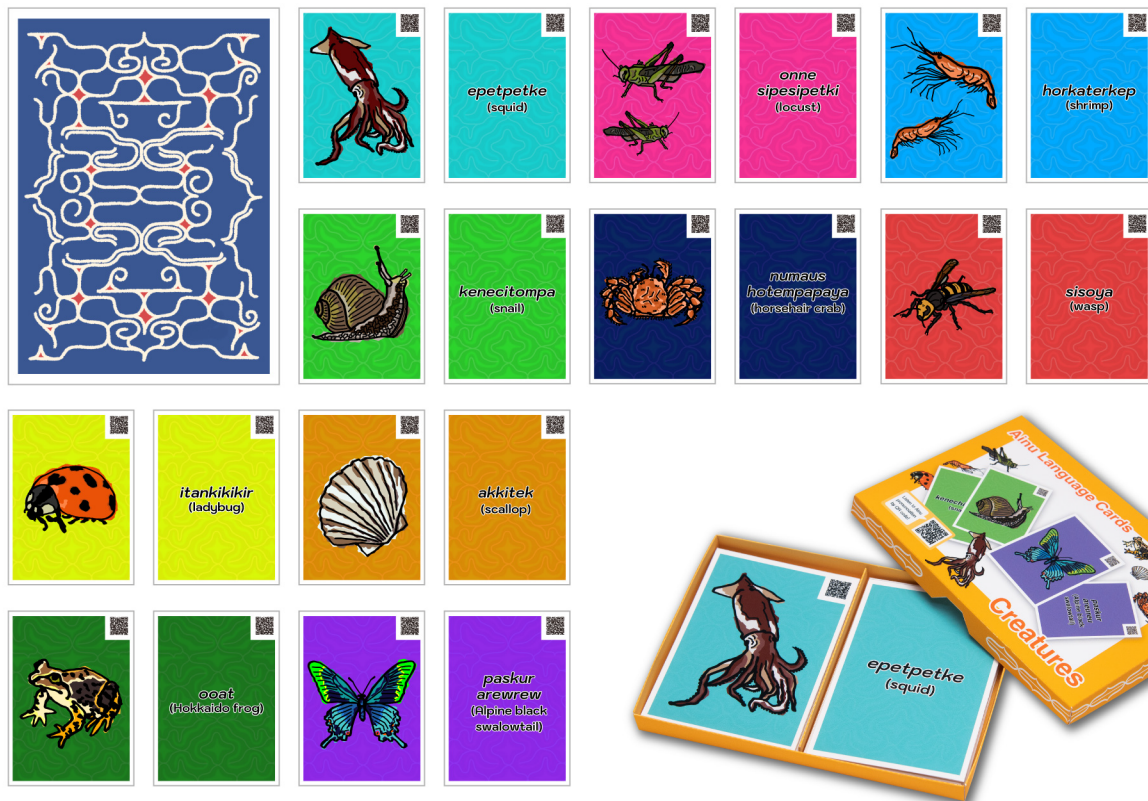 epetpetke
(squid)
onne
sipesipetki
(locust)
horkaterkep
(shrimp)
kenecitompa
(snail)
numaus
hotempapaya
(horsehair crab)
sisoya
(wasp)
itankikikir
(ladybug)
akkitek
(scallop)
ooat
(Hokkaido frog)
paskur
arewrew
(Alpine black
swalowtail)
Ainu Language Cards
Creatures
epetpetke
(squid)